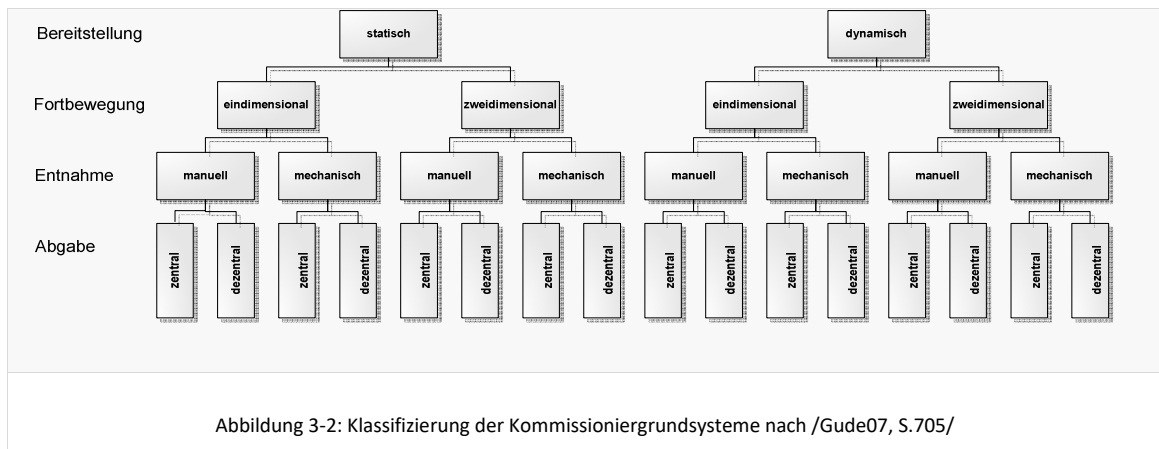 Bereitstellung statisch dynamisch
Fortbewegung eindimensional zweidimensional eindimensional zweidimensional
Entnahme manuell mechanisch manuell mechanisch manuell mechanisch manuell mechanisch
Abgabe zentral dezentral zentral dezentral zentral dezentral zentral dezentral zentral dezentral zentral dezentral zentral dezentral zentral dezentral
Abbildung 3-2: Klassifizierung der Kommissioniergrundsysteme nach /Gude07, S.705/